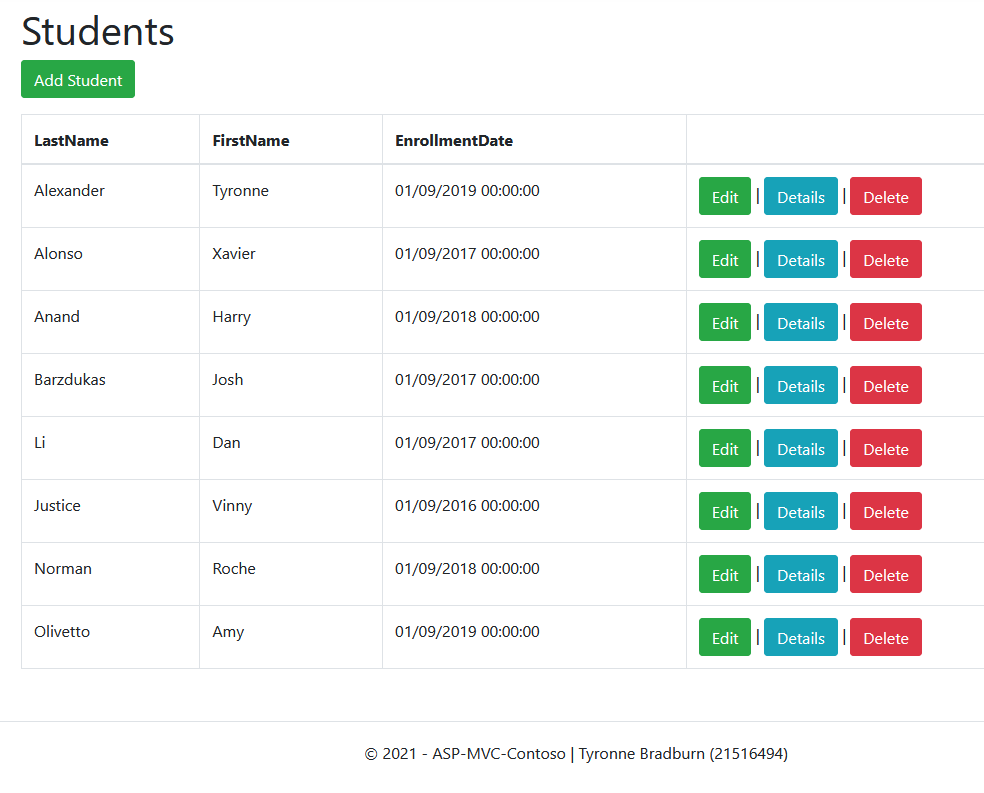 Students
Add Student
LastName FirstName EnrollmentDate
Alexander Tyronne 01/09/2019 00:00:00 Edit | Details | Delete
Alonso Xavier 01/09/2017 00:00:00 Edit | Details | Delete
Anand Harry 01/09/2018 00:00:00 Edit | Details | Delete
Barzdukas Josh 01/09/2017 00:00:00 Edit | Details | Delete
Li Dan 01/09/2017 00:00:00 Edit | Details | Delete
Justice Vinny 01/09/2016 00:00:00 Edit | Details | Delete
Norman Roche 01/09/2018 00:00:00 Edit | Details | Delete
Olivetto Amy 01/09/2019 00:00:00 Edit | Details | Delete
© 2021 - ASP-MVC-Contoso | Tyronne Bradburn (21516494)